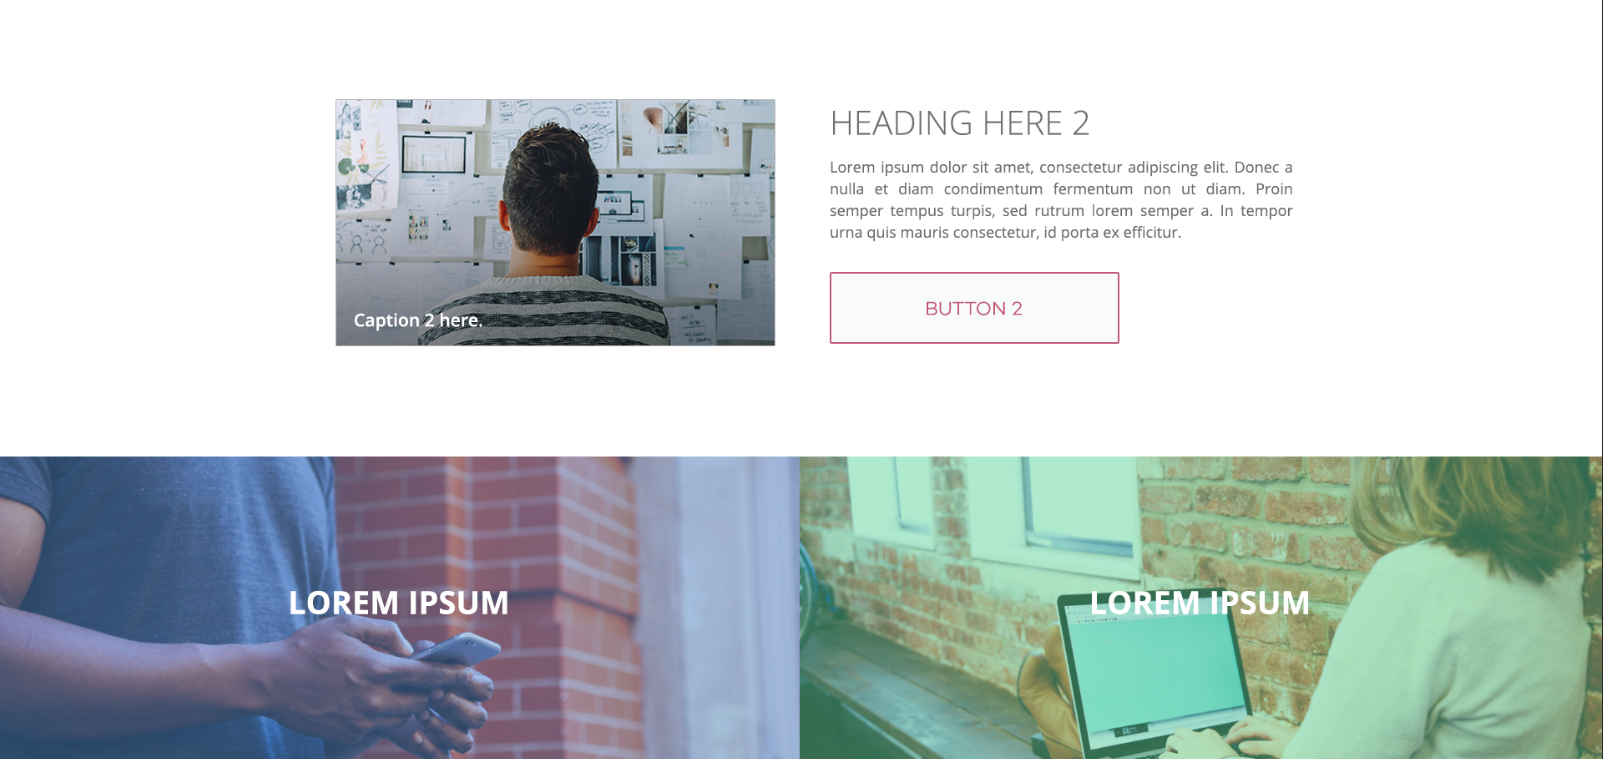 Caption 2 here.
HEADING HERE 2
Lorem ipsum dolor sit amet, consectetur adipiscing elit. Donec a
nulla et diam condimentum fermentum non ut diam. Proin
semper tempus turpis, sed rutrum lorem semper a. In tempor
urna quis mauris consectetur, id porta ex efficitur.
BUTTON 2
LOREM IPSUM
LOREM IPSUM